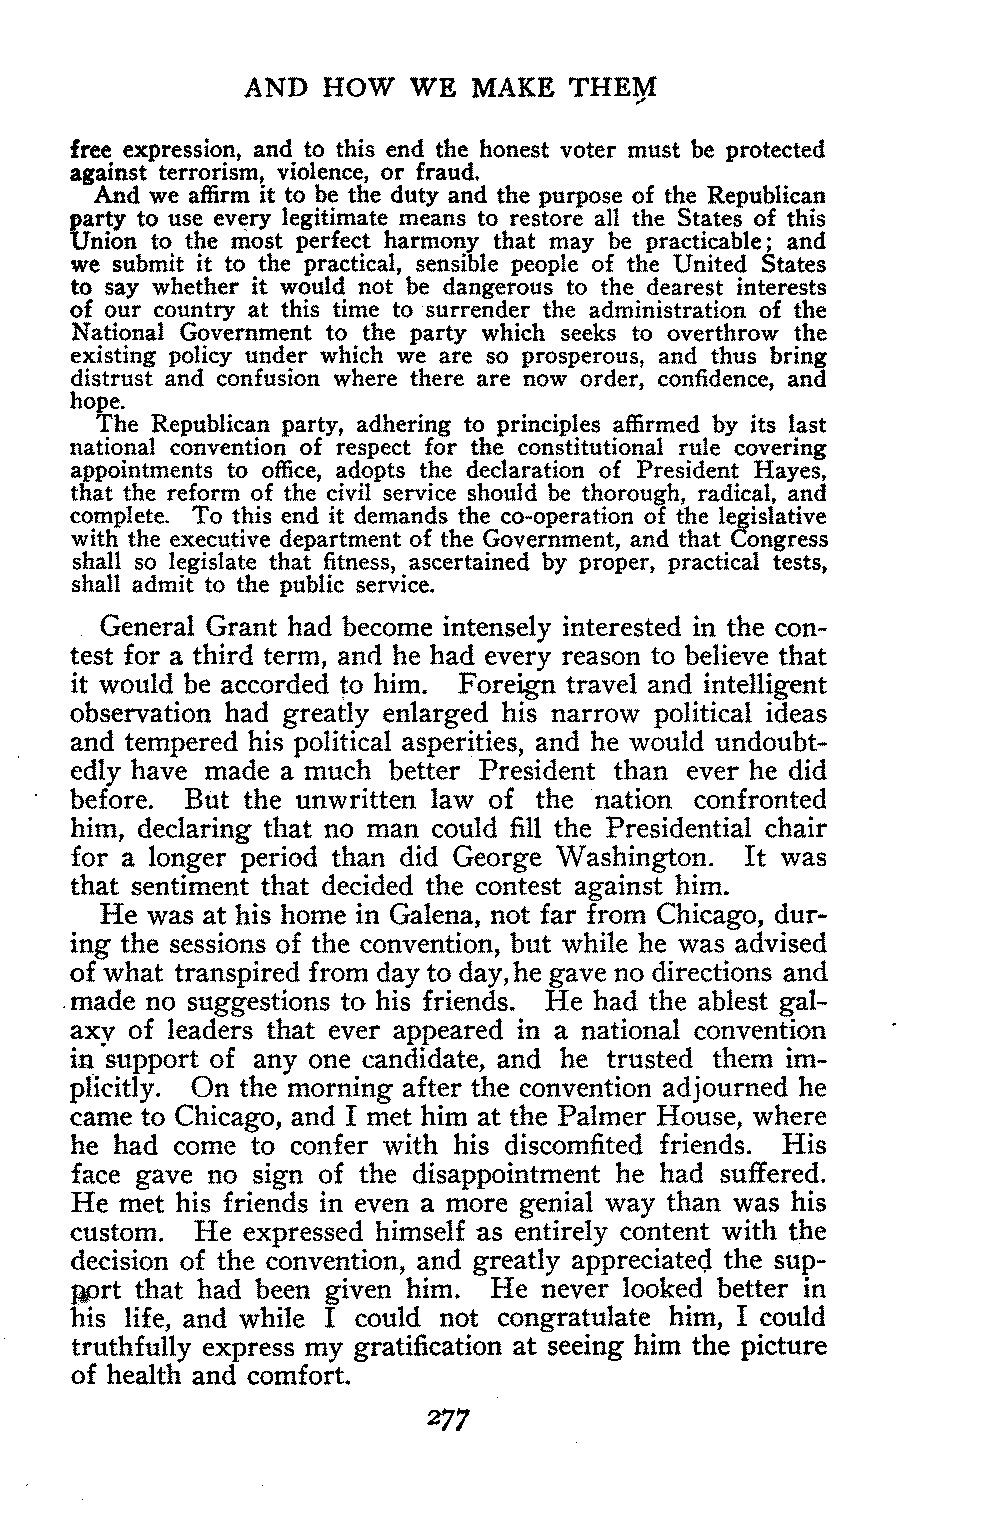 AND HOW WE MAKE THEM
free expression, and to this end the honest voter must be protected
against terrorism, violence, or fraud.
And we affirm it to be the duty and the purpose of the Republican
party to use every legitimate means to restore all the States of this
Union to the most perfect harmony that may be practicable; and
we submit it to the practical, sensible people of the United States
to say whether it would not be dangerous to the dearest interests
of our country at this time to surrender the administration of the
National Government to the party which seeks to overthrow the
existing policy under which we are so prosperous, and thus bring
distrust and confusion where there are now order, confidence, and
hope.
The Republican party, adhering to principles affirmed by its last
national convention of respect for the constitutional rule covering
appointments to office, adopts the declaration of President Hayes,
that the reform of the civil service should be thorough, radical, and
complete. To this end it demands the co-operation of the legislative
with the executive department of the Government, and that Congress
shall so legislate that fitness, ascertained by proper, practical tests,
shall admit to the public service.
General Grant had become intensely interested in the con-
test for a third term, and he had every reason to believe that
it would be accorded to him. Foreign travel and intelligent
observation had greatly enlarged his narrow political ideas
and tempered his political asperities, and he would undoubt-
edly have made a much better President than ever he did
before. But the unwritten law of the nation confronted
him, declaring that no man could fill the Presidential chair
for a longer period than did George Washington. It was
that sentiment that decided the contest against him.
He was at his home in Galena, not far from Chicago, dur-
ing the sessions of the convention, but while he was advised
of what transpired from day to day, he gave no directions and
made no suggestions to his friends. He had the ablest gal-
axy of leaders that ever appeared in a national convention
in support of any one candidate, and he trusted them im-
plicitly. On the morning after the convention adjourned he
came to Chicago, and I met him at the Palmer House, where
he had come to confer with his discomfited friends. His
face gave no sign of the disappointment he had suffered.
He met his friends in even a more genial way than was his
custom. He expressed himself as entirely content with the
decision of the convention, and greatly appreciated the sup-
port that had been given him. He never looked better in
his life, and while I could not congratulate him, I could
truthfully express my gratification at seeing him the picture
of health and comfort.
277